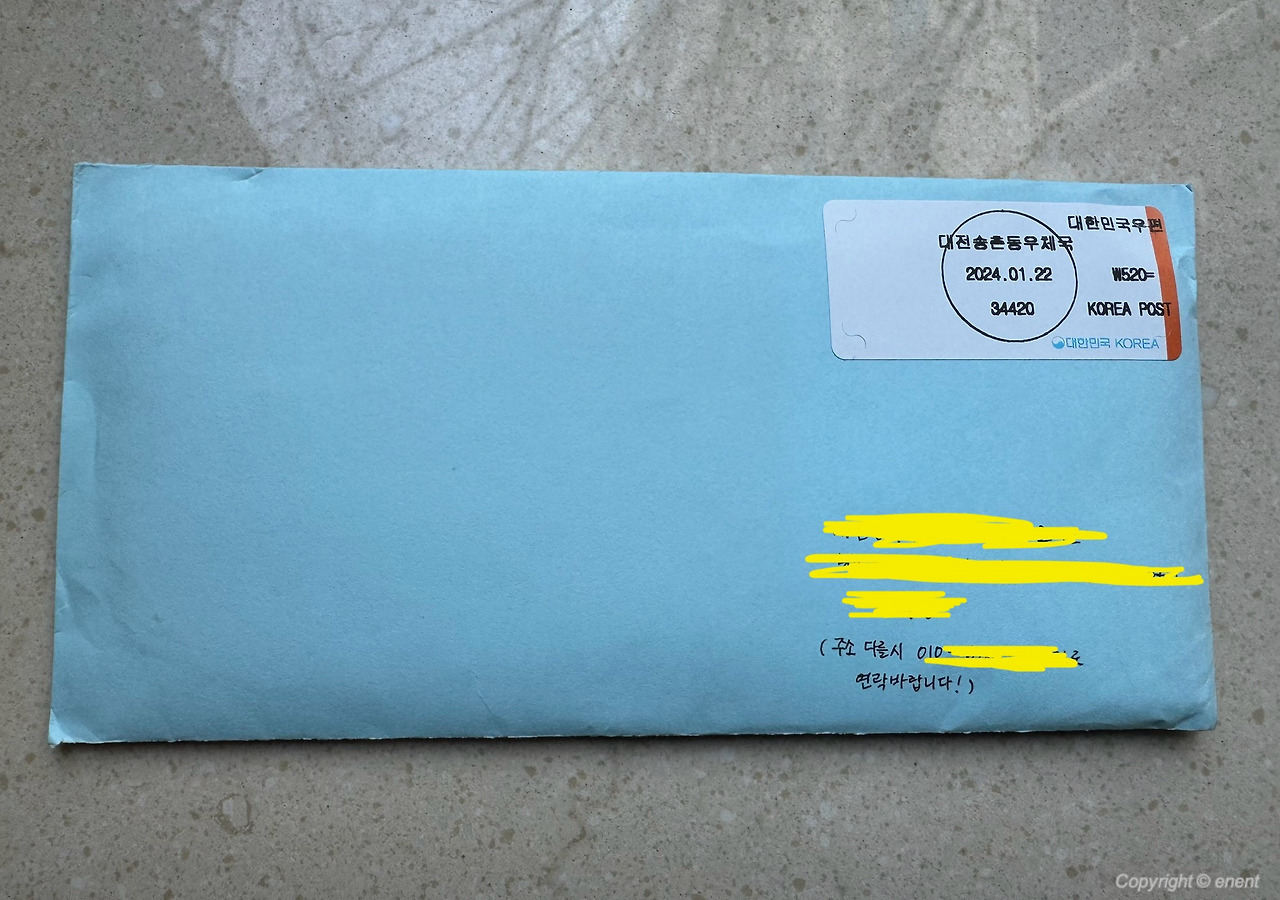 대한민국우편
대전송촌동우체국
2024.01.22
₩520=
34420
KOREA POST
대한민국 KOREA
(주소 다를시 010-
로
연락바랍니다!)
Copyright © enent